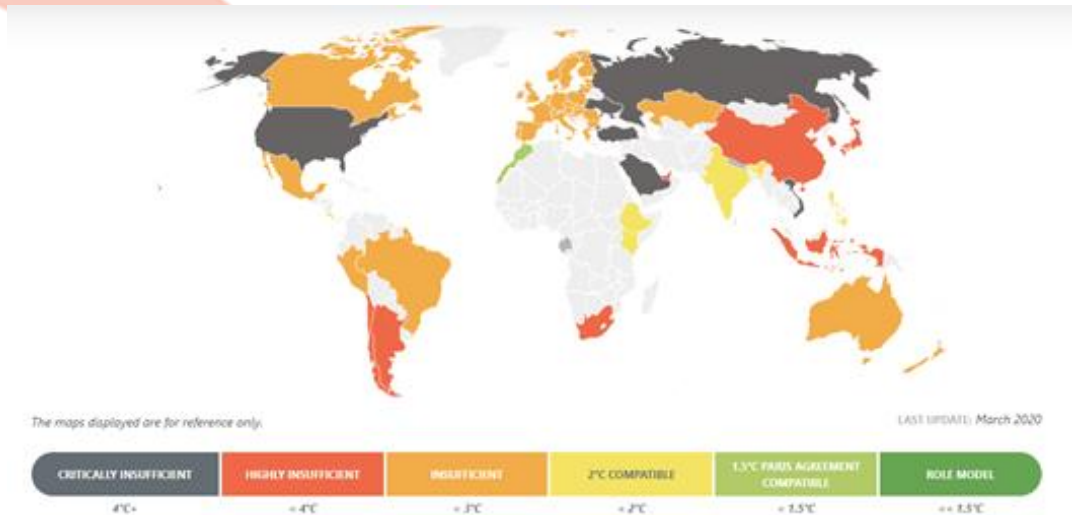 The maps displayed are for reference only.
LAST UPDATE: March 2020
CRITICALLY INSUFFICIENT
HIGHLY INSUFFICIENT
INSUFFICIENT
2°C COMPATIBLE
1.5°C PARIS AGREEMENT
COMPATIBLE
ROLE MODEL
4°C+
< 4°C
< 3°C
< 2°C
< 1.5°C
<< 1.5°C